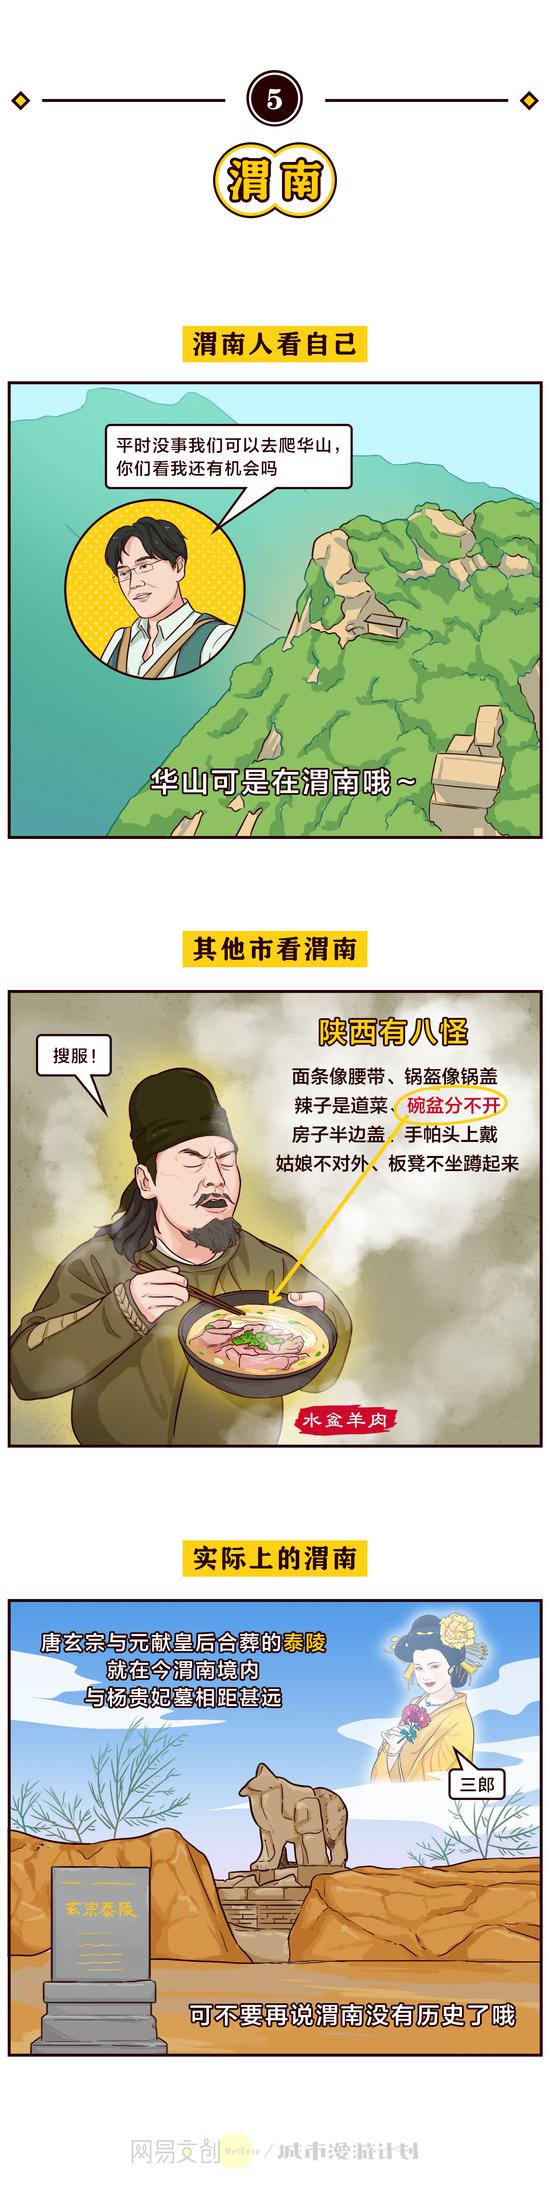 5
渭南
渭南人看自己
平时没事我们可以去爬华山，
你们看我还有机会吗
华山可是在渭南哦～
其他市看渭南
陕西有八怪
搜服！
面条像腰带、锅盔像锅盖
辣子是道菜、碗盆分不开
房子半边盖、手帕头上戴
姑娘不对外、板凳不坐蹲起来
水盆羊肉
实际上的渭南
唐玄宗与元献皇后合葬的泰陵
就在今渭南境内
与杨贵妃墓相距甚远
三郎
玄宗泰陵
可不要再说渭南没有历史了哦
网易文创 NetEase / 城市漫游计划